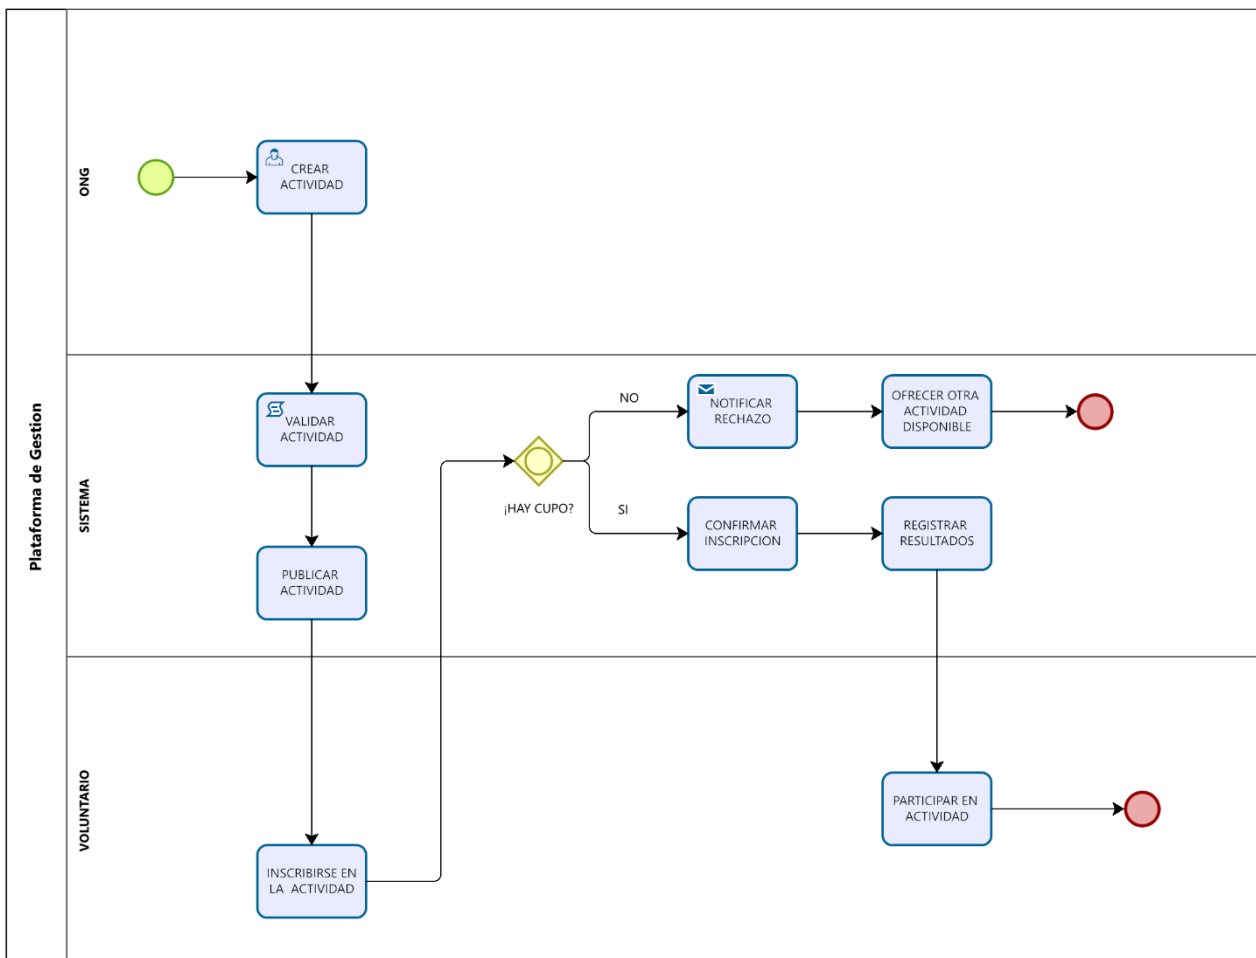 Plataforma de Gestion
ONG
CREAR
ACTIVIDAD
SISTEMA
VALIDAR
ACTIVIDAD
PUBLICAR
ACTIVIDAD
¡HAY CUPO?
NO
NOTIFICAR
RECHAZO
OFRECER OTRA
ACTIVIDAD
DISPONIBLE
SI
CONFIRMAR
INSCRIPCION
REGISTRAR
RESULTADOS
VOLUNTARIO
INSCRIBIRSE EN
LA ACTIVIDAD
PARTICIPAR EN
ACTIVIDAD